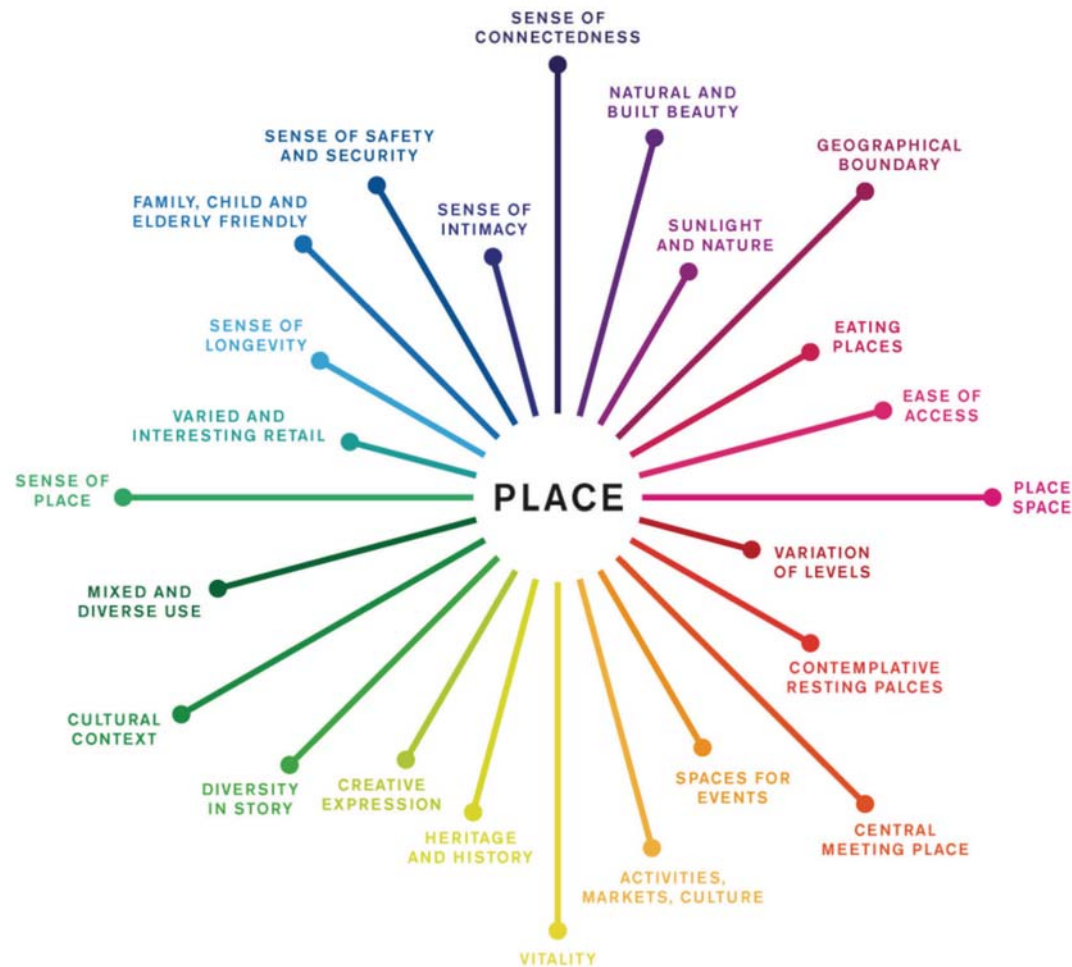 SENSE OF
CONNECTEDNESS
NATURAL AND
BUILT BEAUTY
SENSE OF SAFETY
AND SECURITY
GEOGRAPHICAL
BOUNDARY
FAMILY, CHILD AND
ELDERLY FRIENDLY
SENSE OF
INTIMACY
SUNLIGHT
AND NATURE
SENSE OF
LONGEVITY
EATING
PLACES
VARIED AND
INTERESTING RETAIL
EASE OF
ACCESS
SENSE OF
PLACE
PLACE
PLACE
SPACE
VARIATION
OF LEVELS
MIXED AND
DIVERSE USE
CONTEMPLATIVE
RESTING PALCES
CULTURAL
CONTEXT
DIVERSITY
IN STORY
CREATIVE
EXPRESSION
SPACES FOR
EVENTS
HERITAGE
AND HISTORY
CENTRAL
MEETING PLACE
ACTIVITIES,
MARKETS, CULTURE
VITALITY